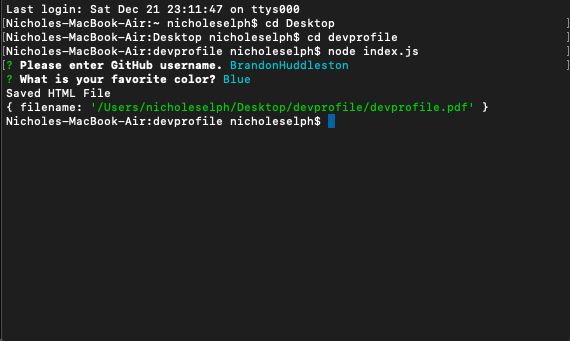 Last login: Sat Dec 21 23:11:47 on ttys000
[Nicholes-MacBook-Air:~ nicholeselph$ cd Desktop ]
[Nicholes-MacBook-Air:Desktop nicholeselph$ cd devprofile ]
[Nicholes-MacBook-Air:devprofile nicholeselph$ node index.js ]
[? Please enter GitHub username. BrandonHuddleston ]
? What is your favorite color? Blue
Saved HTML File
{ filename: '/Users/nicholeselph/Desktop/devprofile/devprofile.pdf' }
Nicholes-MacBook-Air:devprofile nicholeselph$